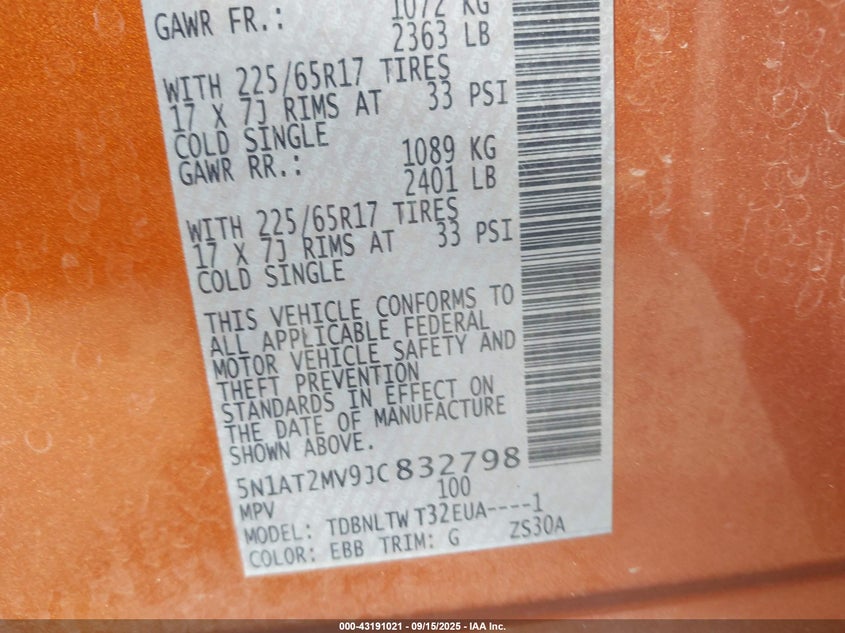 GAWR FR.: 1072 KG
2363 LB
WITH 225/65R17 TIRES
17 X 7J RIMS AT 33 PSI
COLD SINGLE
GAWR RR.: 1089 KG
2401 LB
WITH 225/65R17 TIRES
17 X 7J RIMS AT 33 PSI
COLD SINGLE
THIS VEHICLE CONFORMS TO
ALL APPLICABLE FEDERAL
MOTOR VEHICLE SAFETY AND
THEFT PREVENTION
STANDARDS IN EFFECT ON
THE DATE OF MANUFACTURE
SHOWN ABOVE.
5N1AT2MV9JC832798
MPV 100
MODEL: TDBNLTW T32EUA----1
COLOR: EBB TRIM: G ZS30A
000-43191021 - 09/15/2025 - IAA Inc.